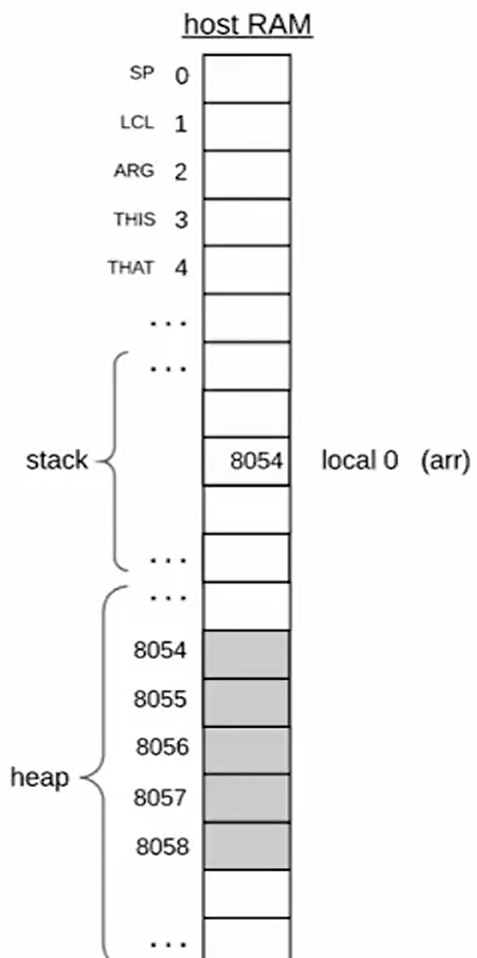 host RAM
SP 0
LCL 1
ARG 2
THIS 3
THAT 4
...
...
stack 8054 local 0 (arr)
...
...
8054
8055
8056
heap
8057
8058
...